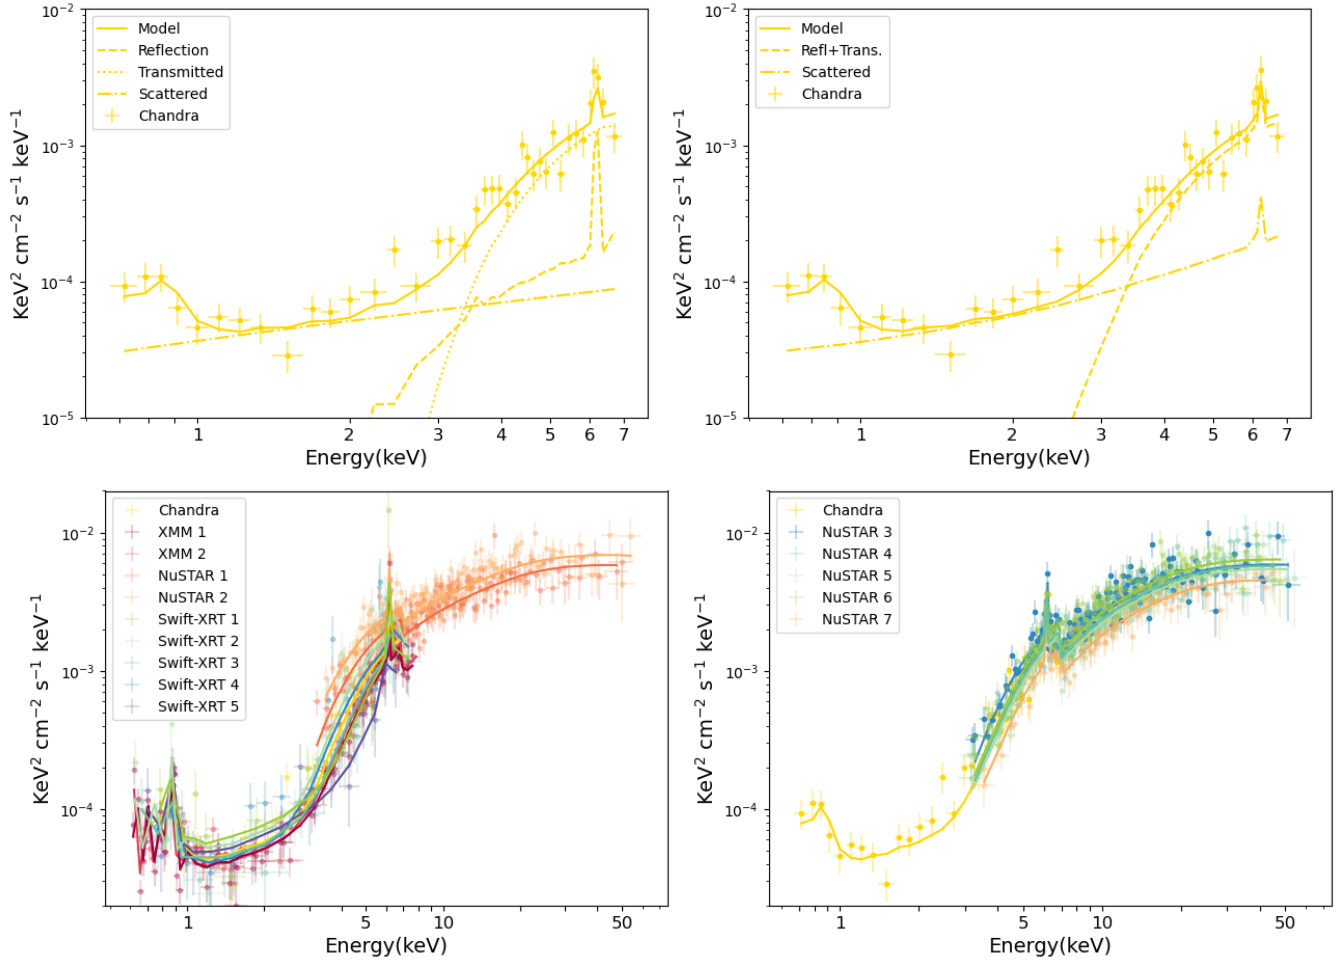 10⁻²
10⁻³
10⁻⁴
10⁻⁵
KeV² cm⁻² s⁻¹ keV⁻¹
Model
Reflection
Transmitted
Scattered
Chandra
1 2 3 4 5 6 7
Energy(keV)
10⁻²
10⁻³
10⁻⁴
10⁻⁵
KeV² cm⁻² s⁻¹ keV⁻¹
Model
Refl+Trans.
Scattered
Chandra
1 2 3 4 5 6 7
Energy(keV)
10⁻²
10⁻³
10⁻⁴
KeV² cm⁻² s⁻¹ keV⁻¹
Chandra
XMM 1
XMM 2
NuSTAR 1
NuSTAR 2
Swift-XRT 1
Swift-XRT 2
Swift-XRT 3
Swift-XRT 4
Swift-XRT 5
1 5 10 50
Energy(keV)
10⁻²
10⁻³
10⁻⁴
KeV² cm⁻² s⁻¹ keV⁻¹
Chandra
NuSTAR 3
NuSTAR 4
NuSTAR 5
NuSTAR 6
NuSTAR 7
1 5 10 50
Energy(keV)